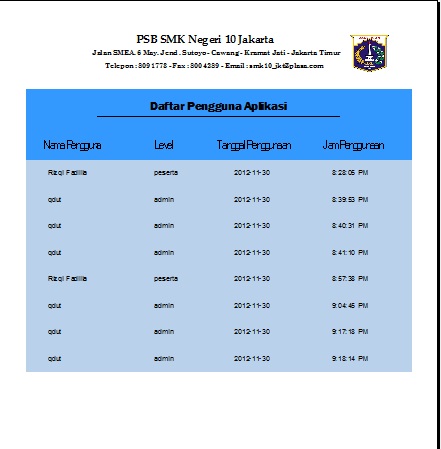 PSB SMK Negeri 10 Jakarta
Jalan SMEA. 6 May. Jend. Sutoyo - Cawang - Kramat Jati - Jakarta Timur
Telepon : 8091778 - Fax : 8004289 - Email : smk10_jkt@plasa.com
Daftar Pengguna Aplikasi
Nama Pengguna Level Tanggal Penggunaan Jam Penggunaan
Rizqi Fadilla peserta 2012-11-30 8:28:05 PM
qdut admin 2012-11-30 8:39:53 PM
qdut admin 2012-11-30 8:40:31 PM
qdut admin 2012-11-30 8:41:10 PM
Rizqi Fadilla peserta 2012-11-30 8:57:38 PM
qdut admin 2012-11-30 9:04:45 PM
qdut admin 2012-11-30 9:17:18 PM
qdut admin 2012-11-30 9:18:14 PM